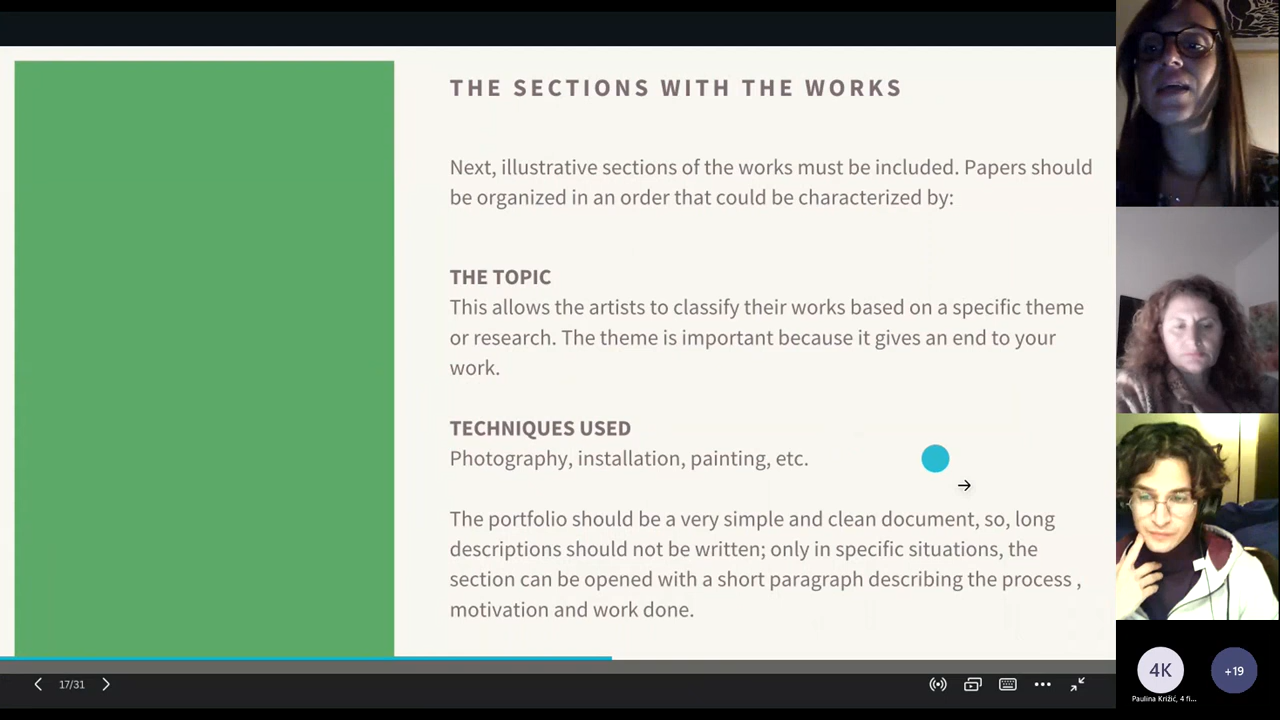 THE SECTIONS WITH THE WORKS
Next, illustrative sections of the works must be included. Papers should
be organized in an order that could be characterized by:
THE TOPIC
This allows the artists to classify their works based on a specific theme
or research. The theme is important because it gives an end to your
work.
TECHNIQUES USED
Photography, installation, painting, etc.
The portfolio should be a very simple and clean document, so, long
descriptions should not be written; only in specific situations, the
section can be opened with a short paragraph describing the process ,
motivation and work done.
17/31
4K
+19
Paulina Križić, 4 fi...